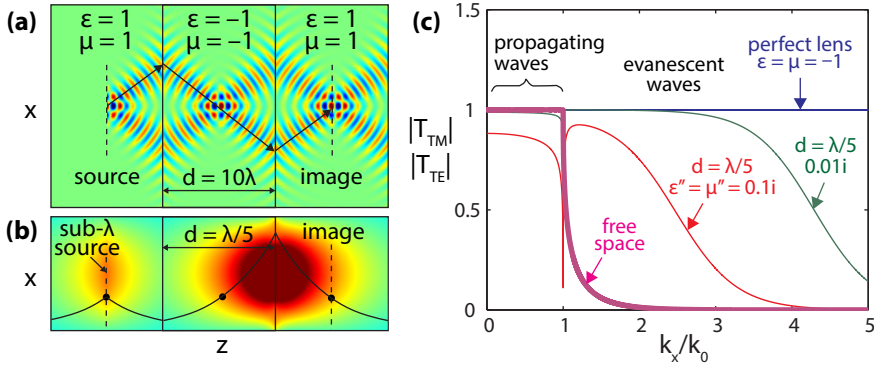 (a)
ε = 1
μ = 1
ε = −1
μ = −1
ε = 1
μ = 1
x
source
d = 10λ
image
(b)
sub-λ
source
d = λ/5
image
x
z
(c)
1.5
1
0.5
0
|T_TM|
|T_TE|
propagating
waves
evanescent
waves
perfect lens
ε = μ = −1
d = λ/5
0.01i
d = λ/5
ε″ = μ″ = 0.1i
free
space
0 1 2 3 4 5
k_x/k_0